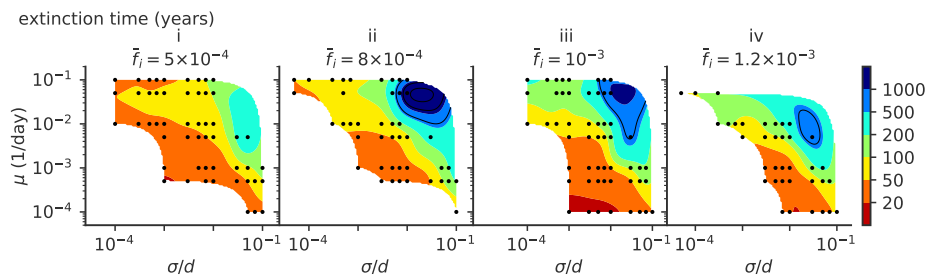 extinction time (years)
i ii iii iv
f̄ᵢ = 5×10⁻⁴ f̄ᵢ = 8×10⁻⁴ f̄ᵢ = 10⁻³ f̄ᵢ = 1.2×10⁻³
μ (1/day)
10⁻¹
10⁻²
10⁻³
10⁻⁴
1000
500
200
100
50
20
10⁻⁴ 10⁻¹ 10⁻⁴ 10⁻¹ 10⁻⁴ 10⁻¹ 10⁻⁴ 10⁻¹
σ/d σ/d σ/d σ/d